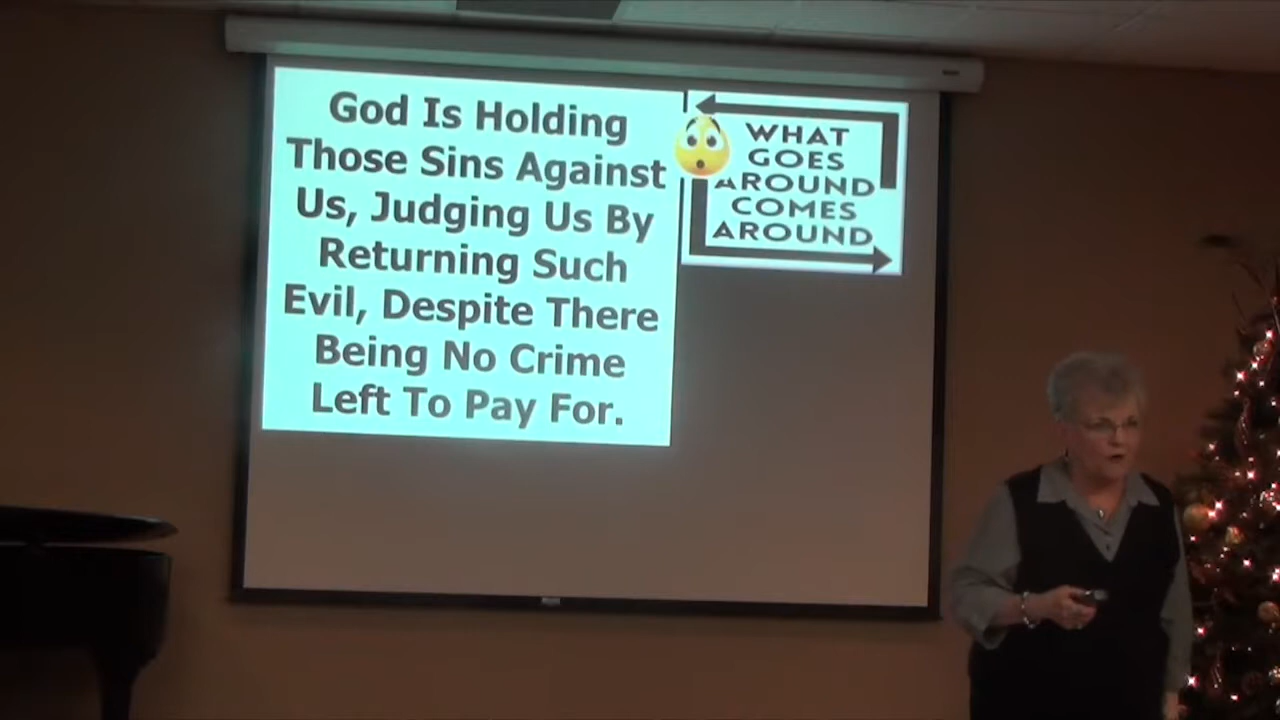 God Is Holding
Those Sins Against
Us, Judging Us By
Returning Such
Evil, Despite There
Being No Crime
Left To Pay For.
WHAT
GOES
AROUND
COMES
AROUND